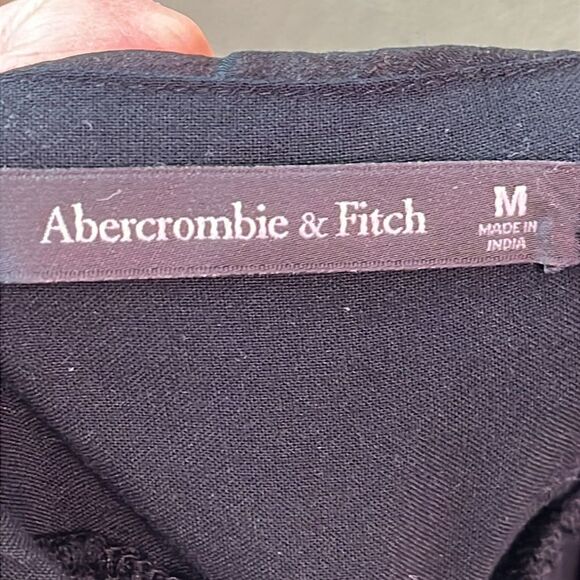 Abercrombie & Fitch
M
MADE IN
INDIA